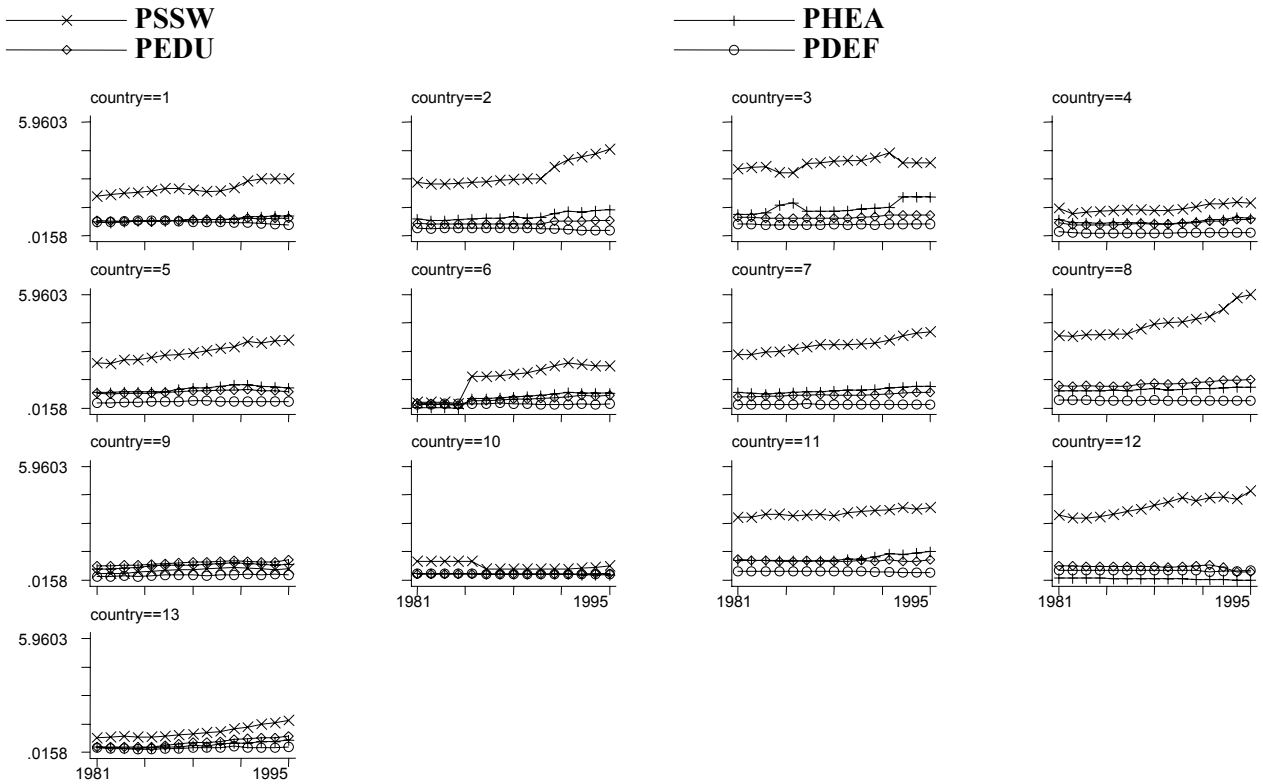 PSSW PHEA
PEDU PDEF
country==1 country==2 country==3 country==4
5.9603
.0158
country==5 country==6 country==7 country==8
5.9603
.0158
country==9 country==10 country==11 country==12
5.9603
.0158
1981 1995 1981 1995 1981 1995
country==13
5.9603
.0158
1981 1995